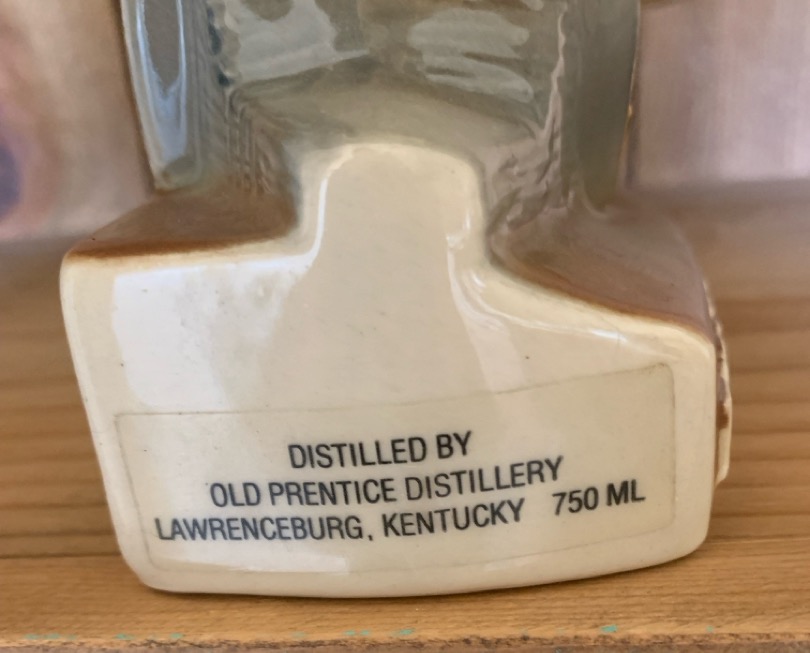 DISTILLED BY
OLD PRENTICE DISTILLERY
LAWRENCEBURG, KENTUCKY 750 ML